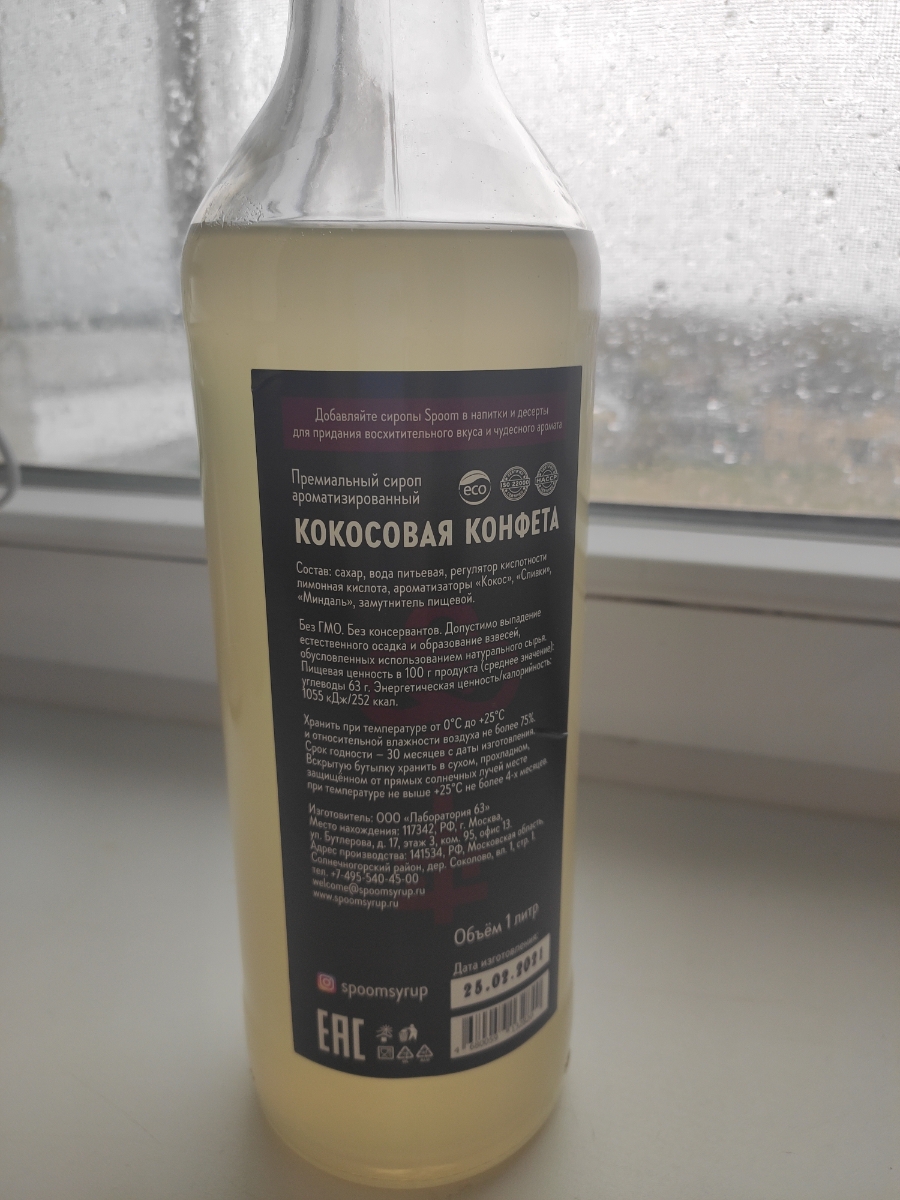 Добавляйте сиропы Spoom в напитки и десерты
для придания восхитительного вкуса и чудесного аромата
Премиальный сироп
ароматизированный
eco
ISO 22000
HACCP
КОКОСОВАЯ КОНФЕТА
Состав: сахар, вода питьевая, регулятор кислотности
лимонная кислота, ароматизаторы «Кокос», «Сливки»,
«Миндаль», замутнитель пищевой.
Без ГМО. Без консервантов. Допустимо выпадение
естественного осадка и образование взвесей,
обусловленных использованием натурального сырья.
Пищевая ценность в 100 г продукта (среднее значение):
углеводы 63 г. Энергетическая ценность/калорийность:
1055 кДж/252 ккал.
Хранить при температуре от 0°С до +25°С
и относительной влажности воздуха не более 75%.
Срок годности – 30 месяцев с даты изготовления.
Вскрытую бутылку хранить в сухом, прохладном,
защищённом от прямых солнечных лучей месте
при температуре не выше +25°С не более 4-х месяцев
Изготовитель: ООО «Лаборатория 63»
Место нахождения: 117342, РФ, г. Москва,
ул. Бутлерова, д. 17, этаж 3, ком. 95, офис 13
Адрес производства: 141534, РФ, Московская область,
Солнечногорский район, дер. Соколово, вл. 1, стр. 1.
тел. +7-495-540-45-00
welcome@spoomsyrup.ru
www.spoomsyrup.ru
Объём 1 литр
Дата изготовления:
25.02.2021
spoomsyrup
EAC